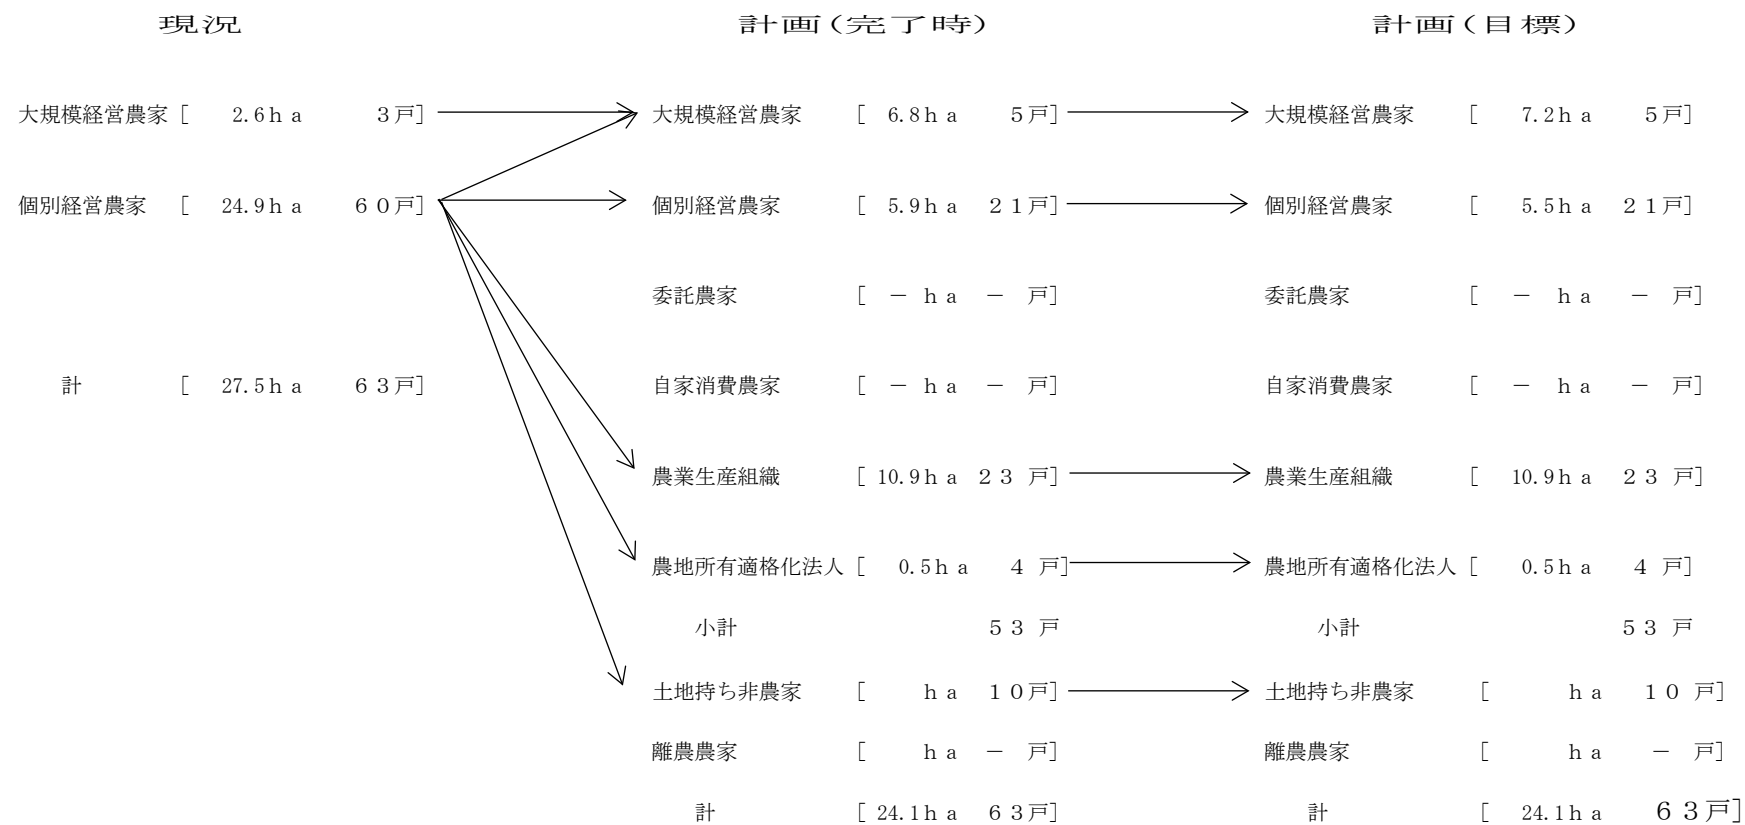 現況 計画(完了時) 計画(目標)
大規模経営農家 [ 2.6ha 3戸] 大規模経営農家 [ 6.8ha 5戸] 大規模経営農家 [ 7.2ha 5戸]
個別経営農家 [ 24.9ha 60戸] 個別経営農家 [ 5.9ha 21戸] 個別経営農家 [ 5.5ha 21戸]
委託農家 [ － ha － 戸] 委託農家 [ － ha － 戸]
計 [ 27.5ha 63戸] 自家消費農家 [ － ha － 戸] 自家消費農家 [ － ha － 戸]
農業生産組織 [ 10.9ha 23 戸] 農業生産組織 [ 10.9ha 23 戸]
農地所有適格化法人 [ 0.5ha 4 戸] 農地所有適格化法人 [ 0.5ha 4 戸]
小計 53 戸 小計 53 戸
土地持ち非農家 [ ha 10戸] 土地持ち非農家 [ ha 10 戸]
離農農家 [ ha － 戸] 離農農家 [ ha － 戸]
計 [ 24.1ha 63戸] 計 [ 24.1ha 63戸]